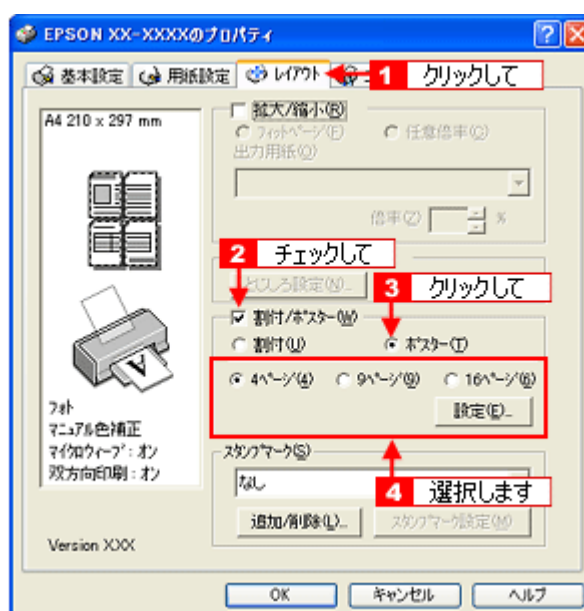 EPSON XX-XXXXのプロパティ
基本設定
用紙設定
レイアウト
1 クリックして
A4 210 x 297 mm
拡大/縮小(R)
フィットページ(F)
任意倍率(O)
出力用紙(O)
倍率(Z) %
2 チェックして
とじしろ設定(N)...
3 クリックして
割付/ポスター(W)
割付(U)
ポスター(T)
4ページ(4)
9ページ(9)
16ページ(6)
設定(E)...
フォト
マニュアル色補正
マイクロウィーブ: オン
双方向印刷: オン
スタンプマーク(S)
なし
4 選択します
追加/削除(L)...
スタンプマーク設定(M)
Version XXX
OK
キャンセル
ヘルプ